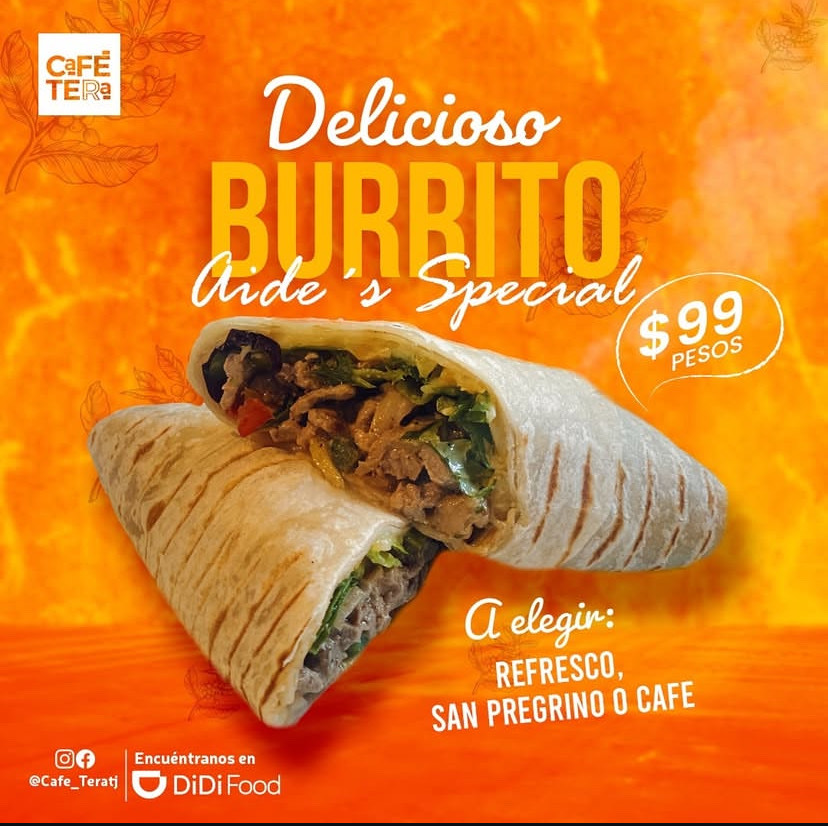 CaFÉ
TERa
Delicioso
BURRITO
Aide´s Special
$99
PESOS
A elegir:
REFRESCO,
SAN PREGRINO O CAFE
@Cafe_Teratj
Encuéntranos en
DiDi Food